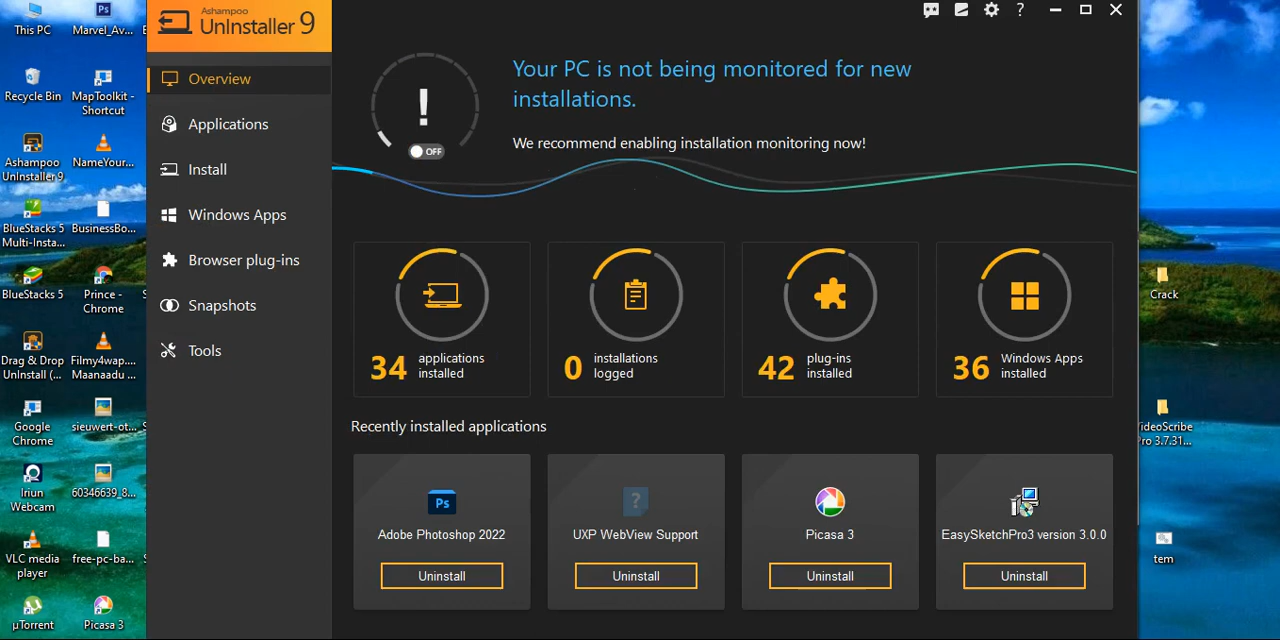 This PC
Marvel_Av...
Recycle Bin
MapToolkit -
Shortcut
Ashampoo
UnInstaller 9
NameYour...
BlueStacks 5
Multi-Insta...
BusinessBo...
BlueStacks 5
Prince -
Chrome
Drag & Drop
UnInstall (...
Filmy4wap....
Maanaadu ...
Google
Chrome
sieuwert-ot...
Iriun
Webcam
60346639_8...
VLC media
player
free-pc-ba...
µTorrent
Picasa 3
Ashampoo
UnInstaller 9
Overview
Applications
Install
Windows Apps
Browser plug-ins
Snapshots
Tools
Your PC is not being monitored for new
installations.
We recommend enabling installation monitoring now!
OFF
34 applications
installed
0 installations
logged
42 plug-ins
installed
36 Windows Apps
installed
Recently installed applications
Ps
Adobe Photoshop 2022
Uninstall
UXP WebView Support
Uninstall
Picasa 3
Uninstall
EasySketchPro3 version 3.0.0
Uninstall
Crack
ideoScribe
ro 3.7.31...
tem